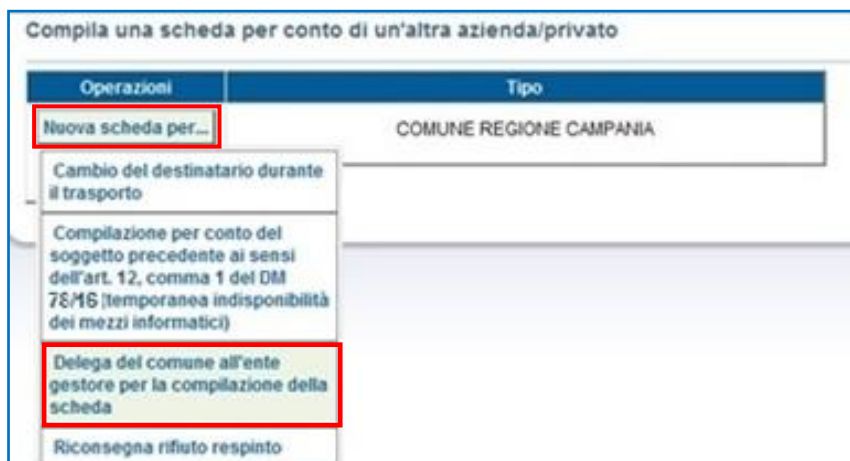 Compila una scheda per conto di un'altra azienda/privato
Operazioni Tipo
Nuova scheda per... COMUNE REGIONE CAMPANIA
Cambio del destinatario durante
il trasporto
Compilazione per conto del
soggetto precedente ai sensi
dell'art. 12, comma 1 del DM
78/16 (temporanea indisponibilità
dei mezzi informatici)
Delega del comune all'ente
gestore per la compilazione della
scheda
Riconsegna rifiuto respinto